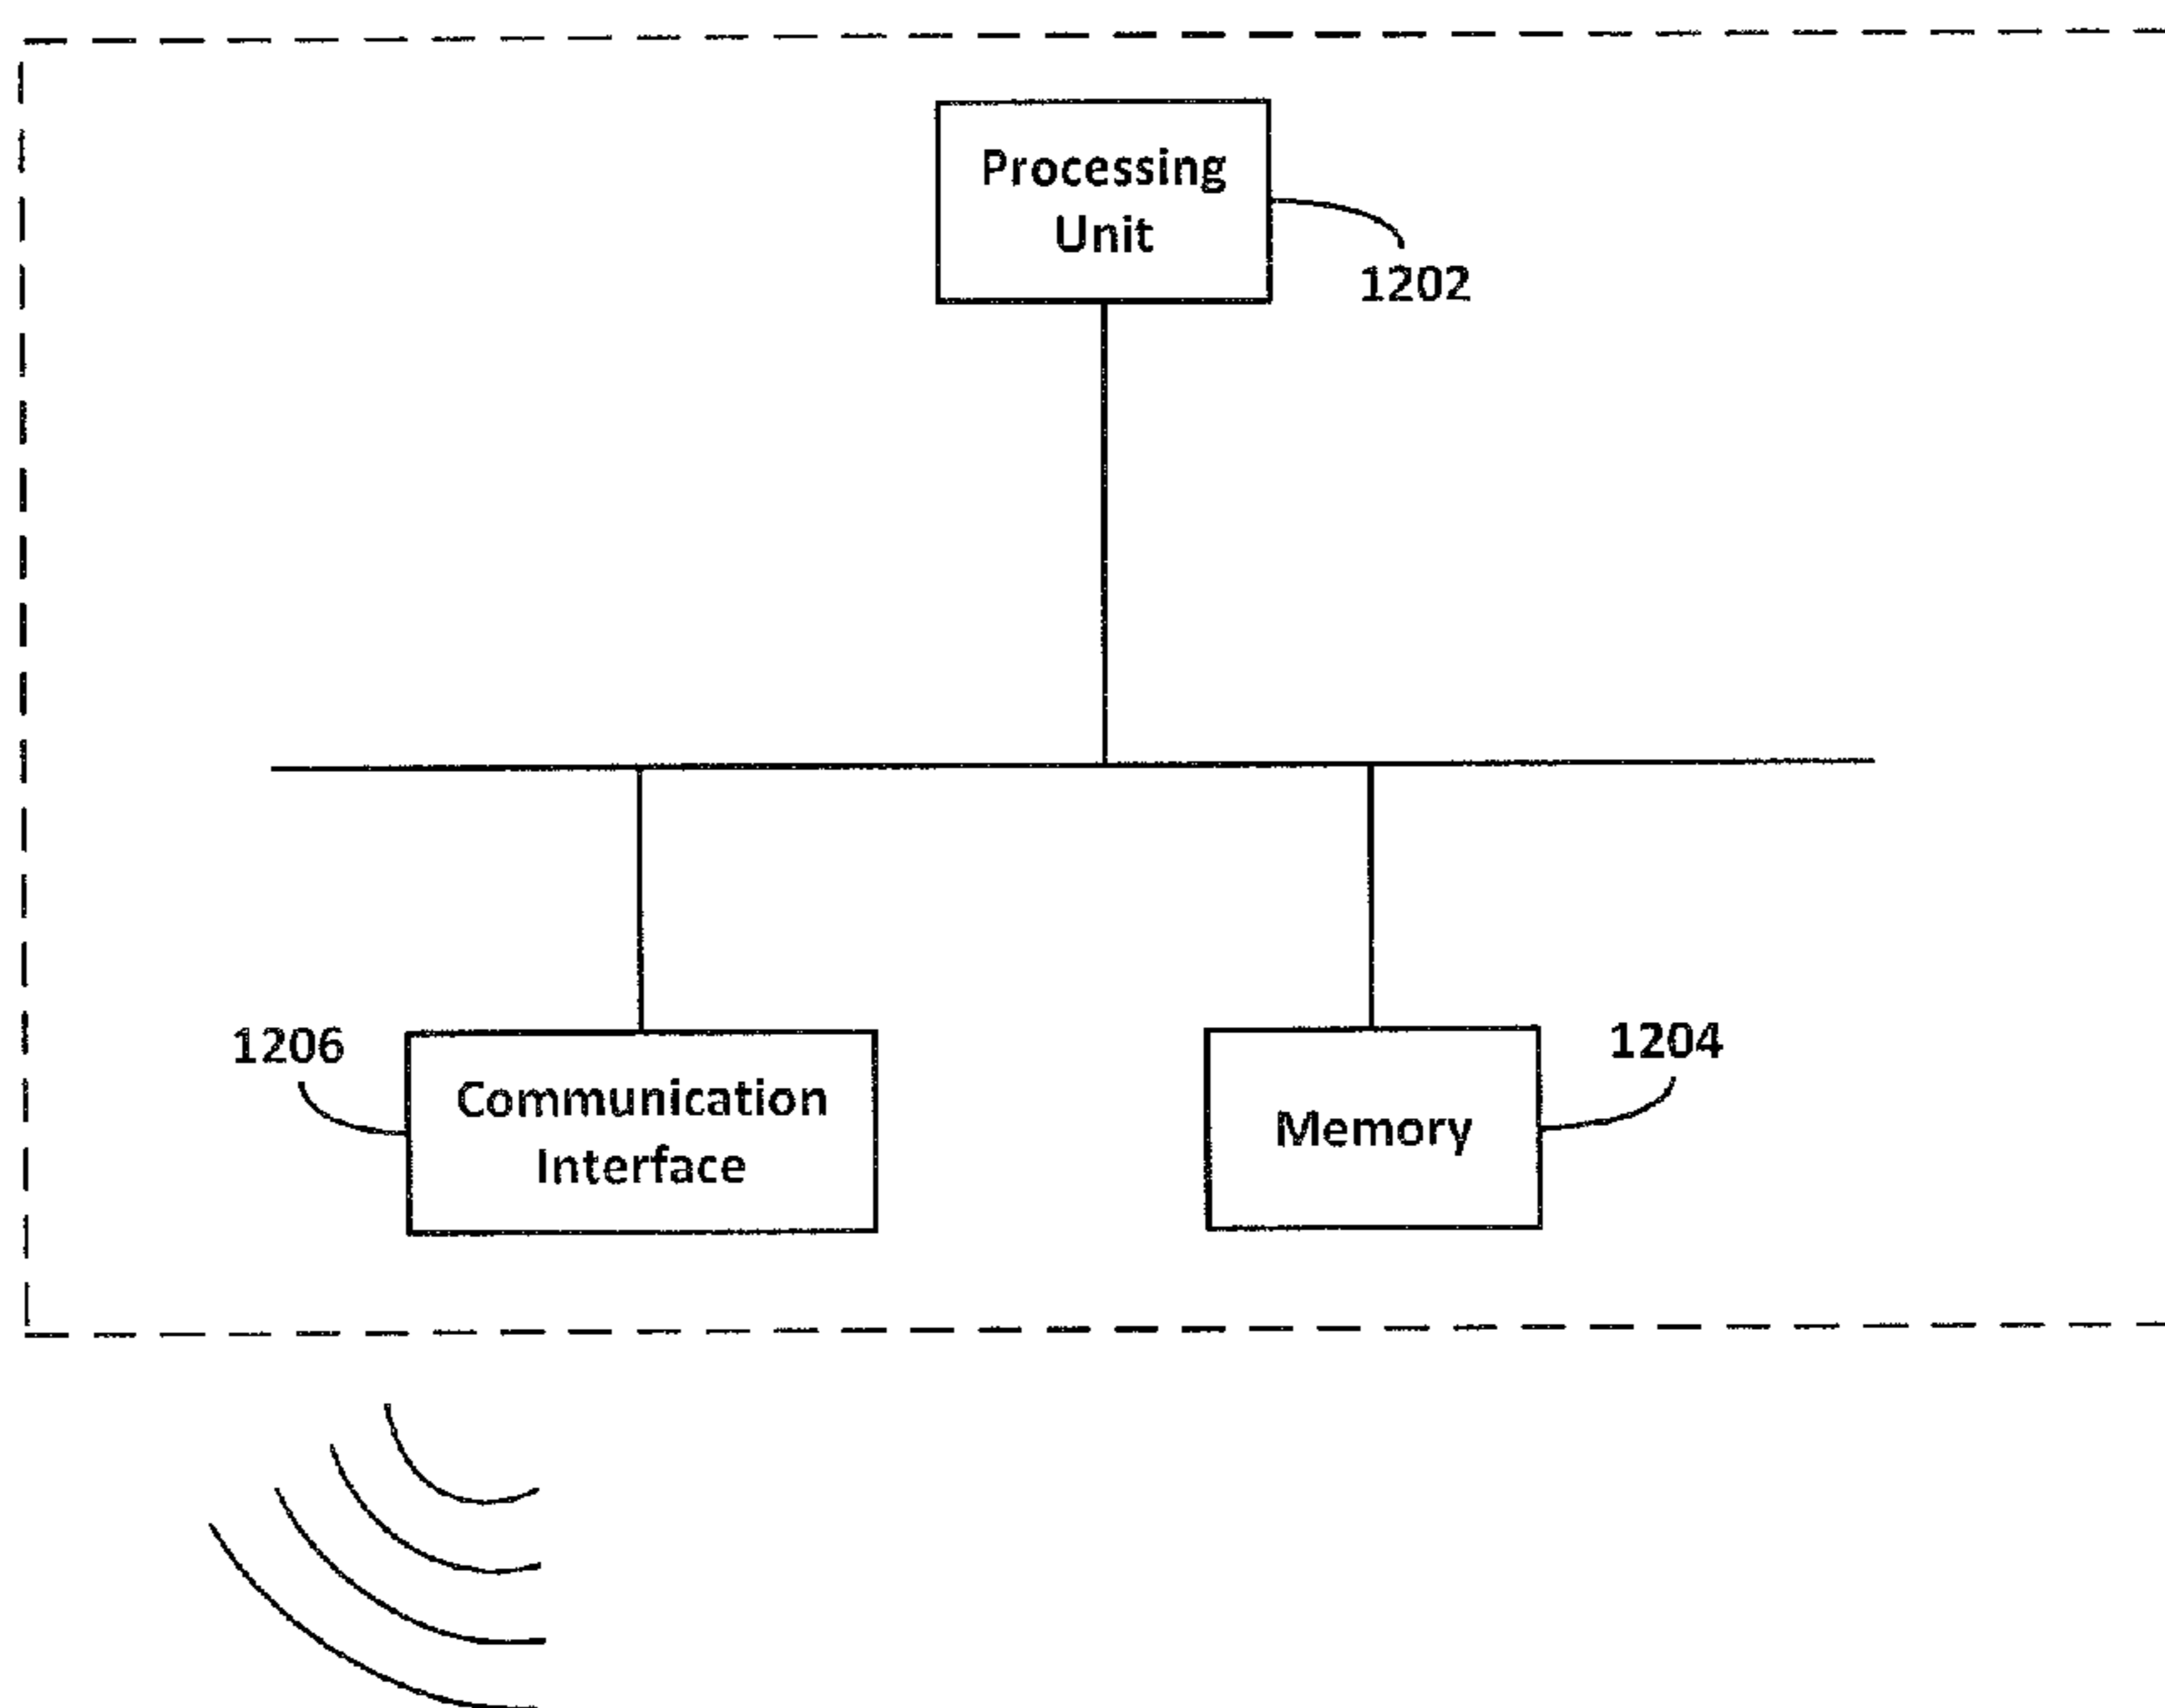 Processing
Unit
1202
1206
Communication
Interface
Memory
1204